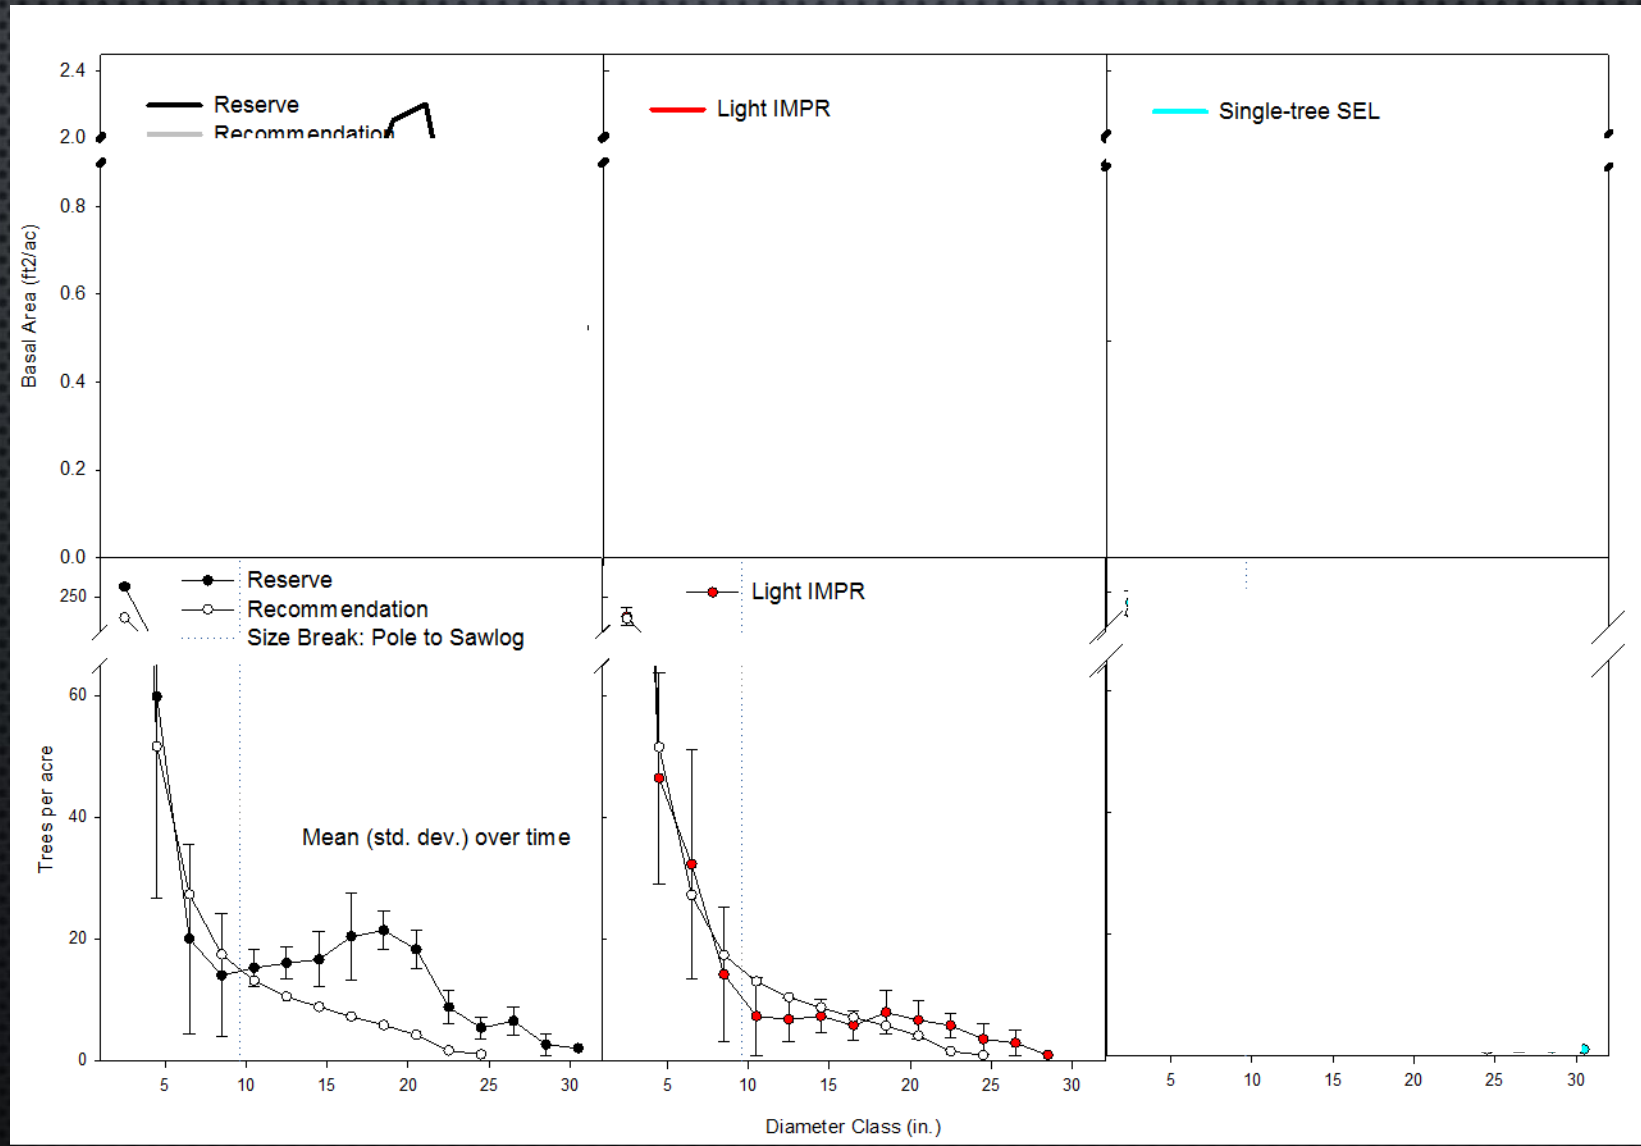 2.4
2.0
0.8
0.6
0.4
0.2
0.0
Basal Area (ft2/ac)
Reserve
Recommendation
Light IMPR
Single-tree SEL
250
60
40
20
0
Trees per acre
Reserve
Recommendation
Size Break: Pole to Sawlog
Mean (std. dev.) over time
Light IMPR
5 10 15 20 25 30
5 10 15 20 25 30
5 10 15 20 25 30
Diameter Class (in.)